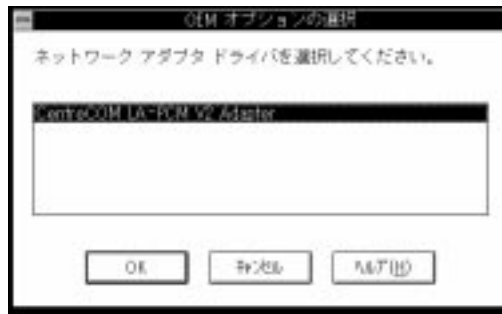 OEM オプションの選択
ネットワーク アダプタ ドライバを選択してください。
CentreCOM LA-PCM V2 Adapter
OK
キャンセル
ヘルプ(H)